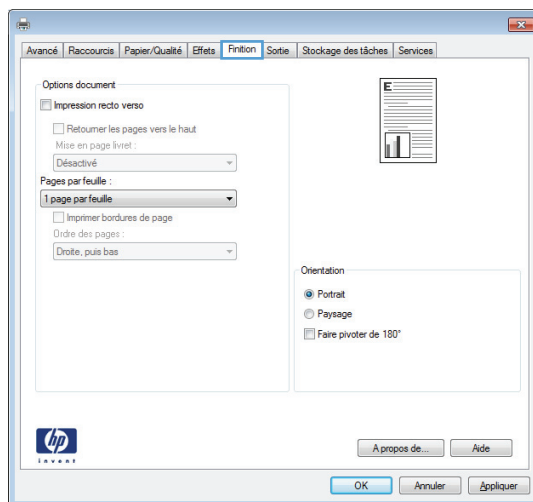 Avancé Raccourcis Papier/Qualité Effets Finition Sortie Stockage des tâches Services
Options document
Impression recto verso
Retourner les pages vers le haut
Mise en page livret :
Désactivé
Pages par feuille :
1 page par feuille
Imprimer bordures de page
Ordre des pages :
Droite, puis bas
E
Orientation
Portrait
Paysage
Faire pivoter de 180°
hp
invent
A propos de... Aide
OK Annuler Appliquer